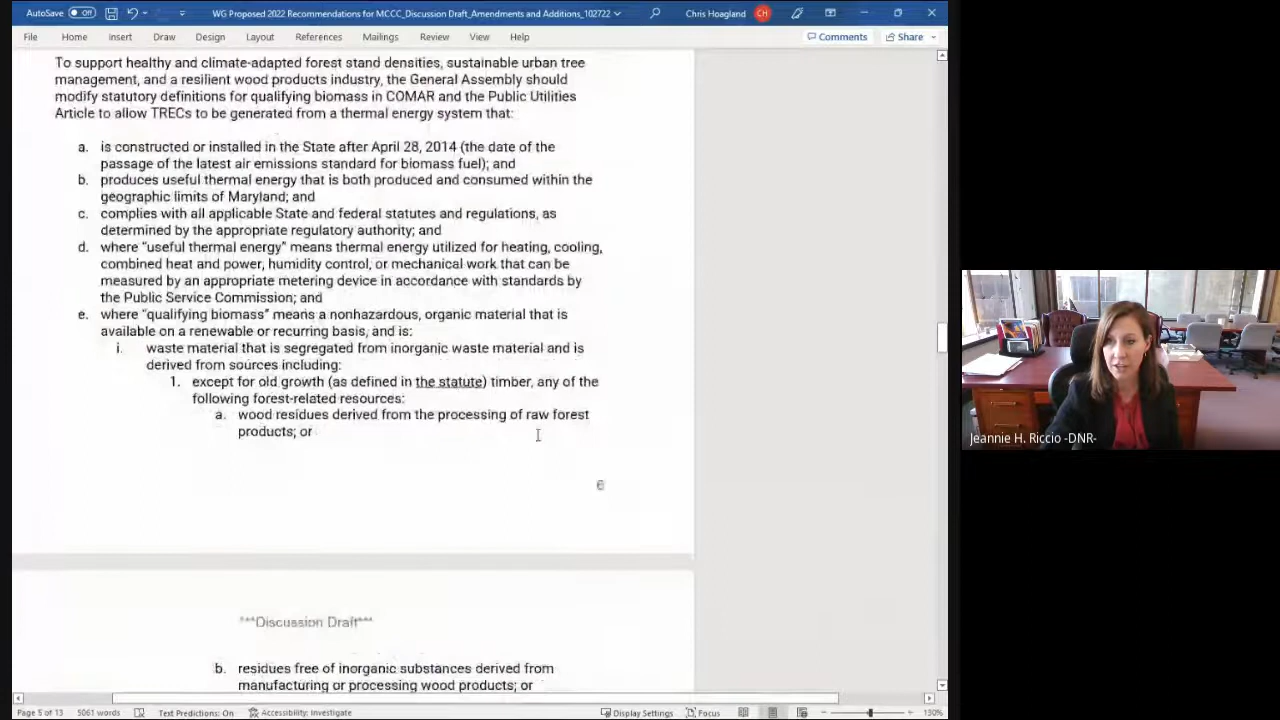 AutoSave Off WG Proposed 2022 Recommendations for MCCC_Discussion Draft_Amendments and Additions_102722 Chris Hoagland CH
File Home Insert Draw Design Layout References Mailings Review View Help Comments Share
To support healthy and climate-adapted forest stand densities, sustainable urban tree
management, and a resilient wood products industry, the General Assembly should
modify statutory definitions for qualifying biomass in COMAR and the Public Utilities
Article to allow TRECs to be generated from a thermal energy system that:
a. is constructed or installed in the State after April 28, 2014 (the date of the
passage of the latest air emissions standard for biomass fuel); and
b. produces useful thermal energy that is both produced and consumed within the
geographic limits of Maryland; and
c. complies with all applicable State and federal statutes and regulations, as
determined by the appropriate regulatory authority; and
d. where “useful thermal energy” means thermal energy utilized for heating, cooling,
combined heat and power, humidity control, or mechanical work that can be
measured by an appropriate metering device in accordance with standards by
the Public Service Commission; and
e. where “qualifying biomass” means a nonhazardous, organic material that is
available on a renewable or recurring basis, and is:
i. waste material that is segregated from inorganic waste material and is
derived from sources including:
1. except for old growth (as defined in the statute) timber, any of the
following forest-related resources:
a. wood residues derived from the processing of raw forest
products; or
6
***Discussion Draft***
b. residues free of inorganic substances derived from
manufacturing or processing wood products; or
Page 5 of 13 5061 words Text Predictions: On Accessibility: Investigate Display Settings Focus 130%
Jeannie H. Riccio -DNR-